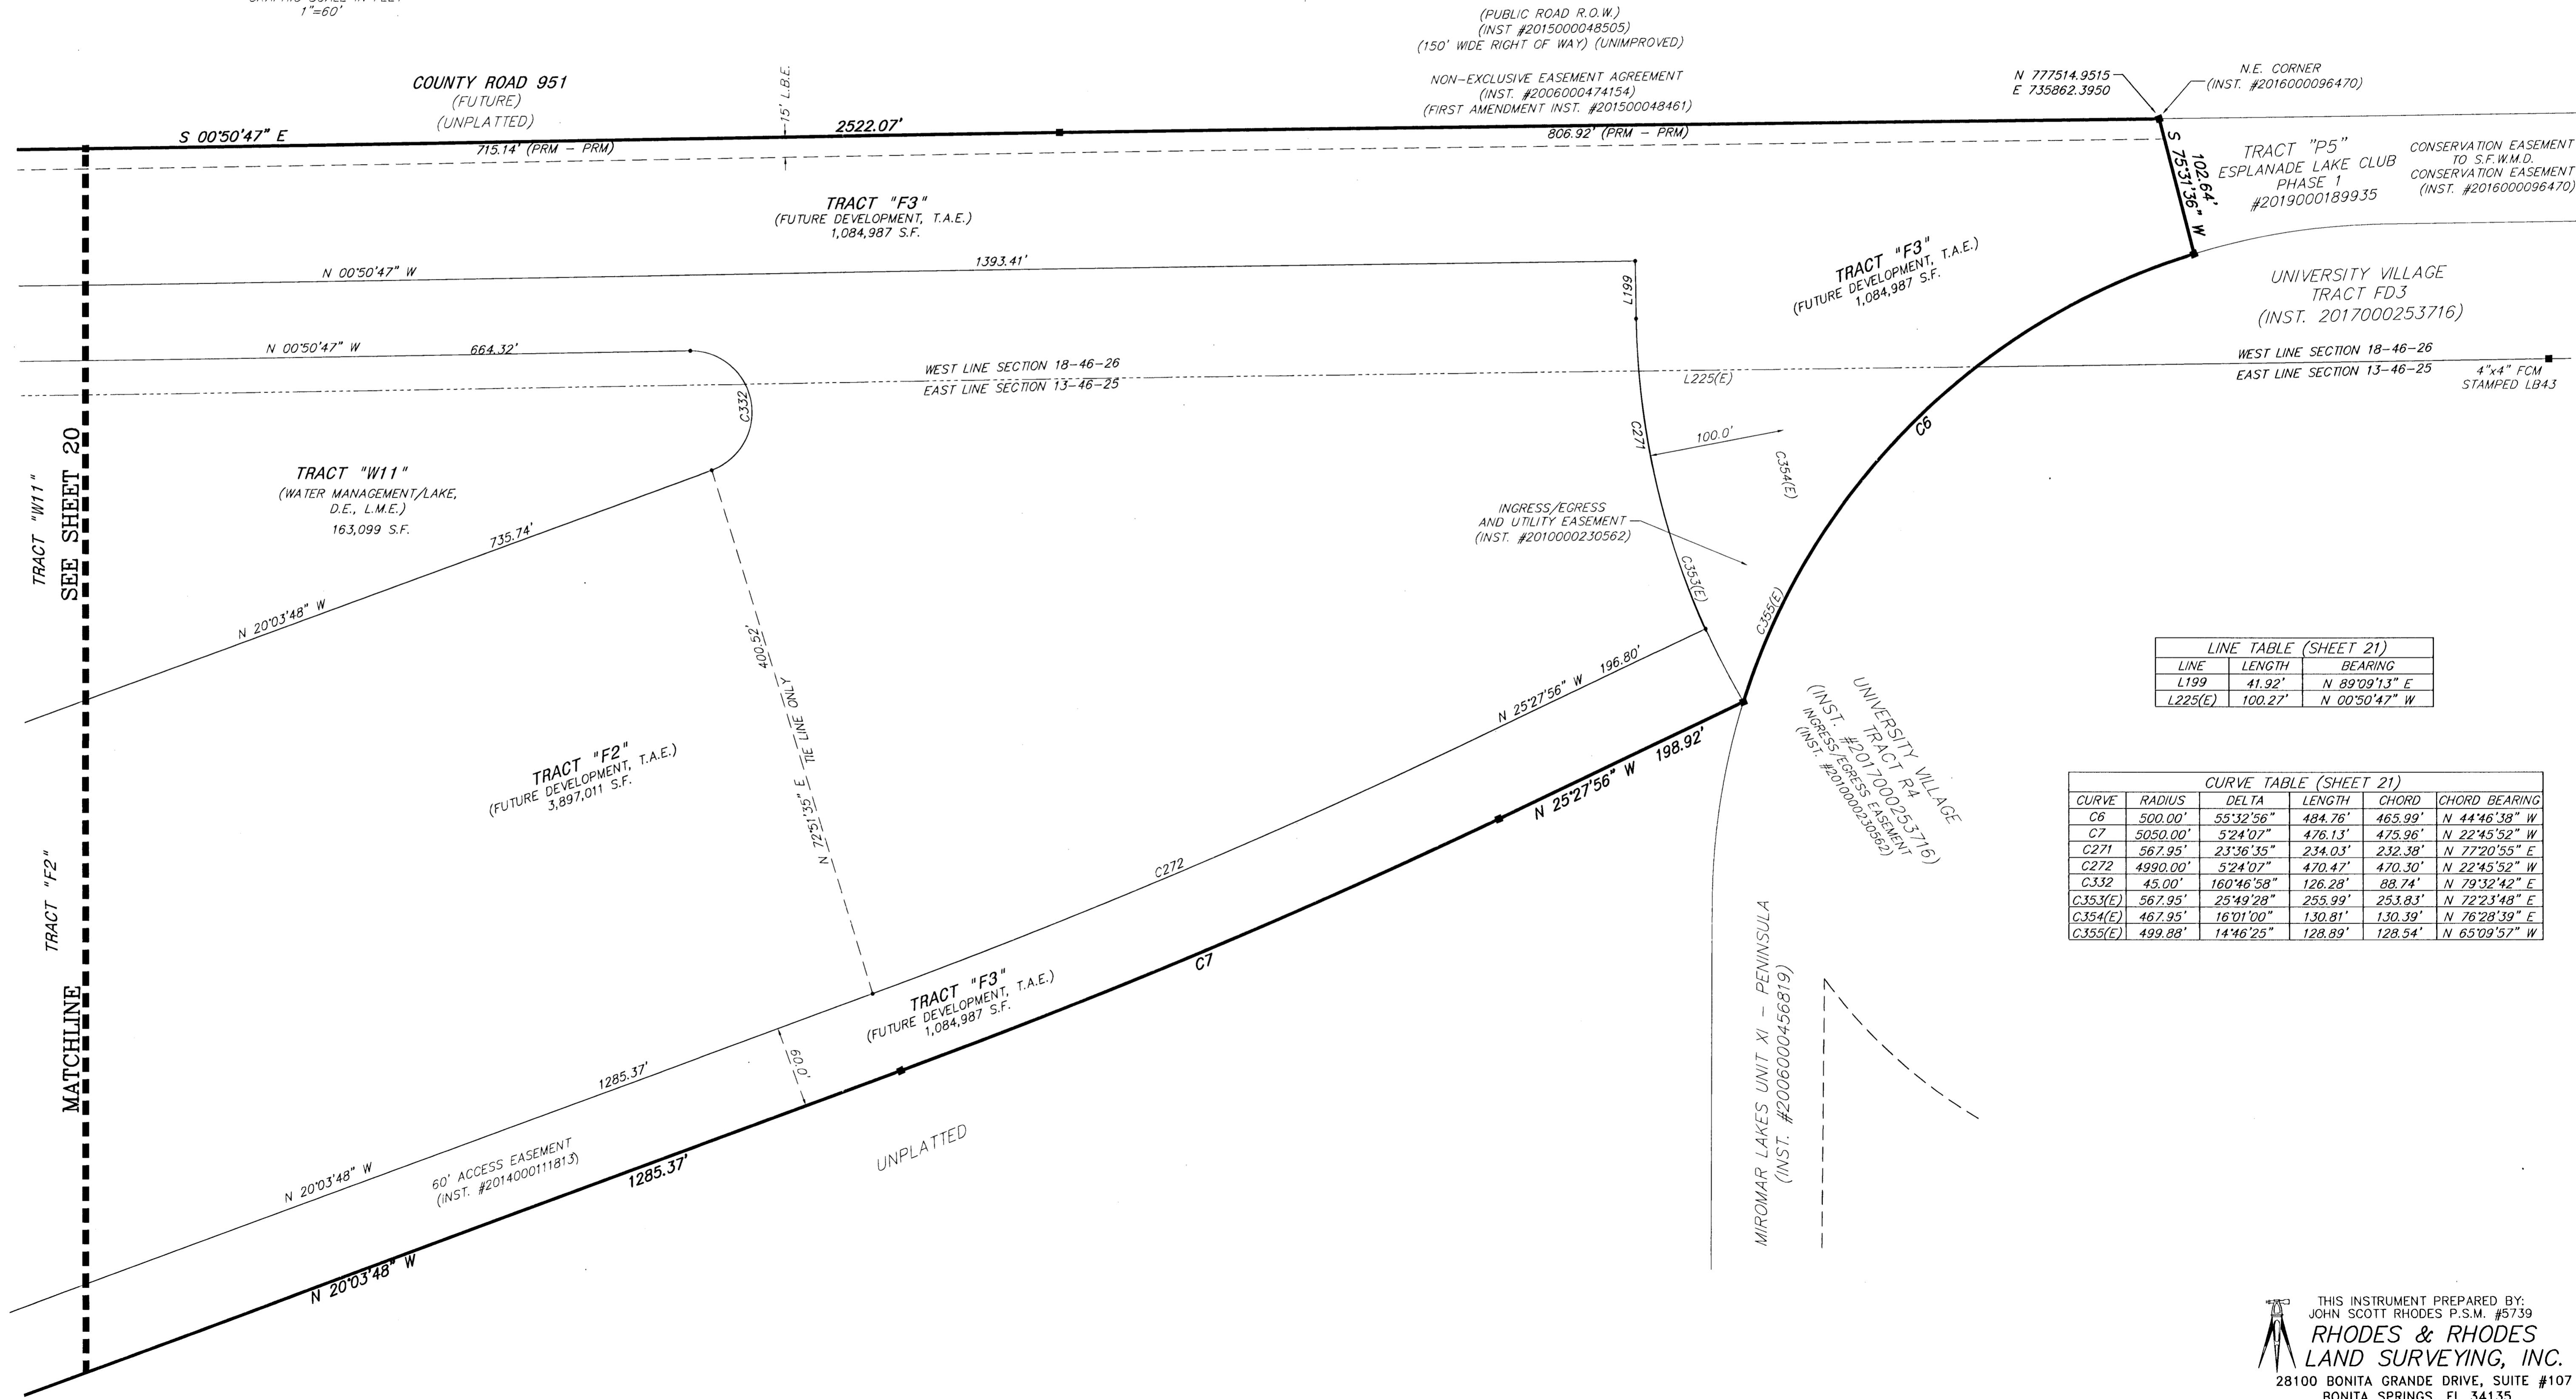 1"=60'
(PUBLIC ROAD R.O.W.)
(INST #2015000048505)
(150' WIDE RIGHT OF WAY) (UNIMPROVED)
COUNTY ROAD 951
(FUTURE)
(UNPLATTED)
15' L.B.E.
NON-EXCLUSIVE EASEMENT AGREEMENT
(INST. #2006000474154)
(FIRST AMENDMENT INST. #201500048461)
N 777514.9515
E 735862.3950
N.E. CORNER
(INST. #2016000096470)
S 00°50'47" E
2522.07'
715.14' (PRM - PRM)
806.92' (PRM - PRM)
S 75°31'36" W
102.64'
TRACT "P5"
ESPLANADE LAKE CLUB
PHASE 1
#2019000189935
CONSERVATION EASEMENT
TO S.F.W.M.D.
CONSERVATION EASEMENT
(INST. #2016000096470)
TRACT "F3"
(FUTURE DEVELOPMENT, T.A.E.)
1,084,987 S.F.
N 00°50'47" W
1393.41'
L199
TRACT "F3"
(FUTURE DEVELOPMENT, T.A.E.)
1,084,987 S.F.
UNIVERSITY VILLAGE
TRACT FD3
(INST. 2017000253716)
N 00°50'47" W
664.32'
WEST LINE SECTION 18-46-26
EAST LINE SECTION 13-46-25
L225(E)
WEST LINE SECTION 18-46-26
EAST LINE SECTION 13-46-25
4"x4" FCM
STAMPED LB43
C332
C271
100.0'
C354(E)
C6
TRACT "W11"
SEE SHEET 20
TRACT "W11"
(WATER MANAGEMENT/LAKE,
D.E., L.M.E.)
163,099 S.F.
735.74'
N 20°03'48" W
INGRESS/EGRESS
AND UTILITY EASEMENT
(INST. #2010000230562)
C353(E)
C355(E)
N 72°51'35" E TIE LINE ONLY 400.52'
N 25°27'56" W 196.80'
N 25°27'56" W 198.92'
UNIVERSITY VILLAGE
TRACT R4
(INST. #2017000253716)
INGRESS/EGRESS EASEMENT
(INST. #2010000230562)
LINE TABLE (SHEET 21)
LINE LENGTH BEARING
L199 41.92' N 89°09'13" E
L225(E) 100.27' N 00°50'47" W
CURVE TABLE (SHEET 21)
CURVE RADIUS DELTA LENGTH CHORD CHORD BEARING
C6 500.00' 55°32'56" 484.76' 465.99' N 44°46'38" W
C7 5050.00' 5°24'07" 476.13' 475.96' N 22°45'52" W
C271 567.95' 23°36'35" 234.03' 232.38' N 77°20'55" E
C272 4990.00' 5°24'07" 470.47' 470.30' N 22°45'52" W
C332 45.00' 160°46'58" 126.28' 88.74' N 79°32'42" E
C353(E) 567.95' 25°49'28" 255.99' 253.83' N 72°23'48" E
C354(E) 467.95' 16°01'00" 130.81' 130.39' N 76°28'39" E
C355(E) 499.88' 14°46'25" 128.89' 128.54' N 65°09'57" W
TRACT "F2"
(FUTURE DEVELOPMENT, T.A.E.)
3,897,011 S.F.
TRACT "F2"
MATCHLINE
C272
C7
TRACT "F3"
(FUTURE DEVELOPMENT, T.A.E.)
1,084,987 S.F.
60.0'
1285.37'
N 20°03'48" W
60' ACCESS EASEMENT
(INST. #2014000111813)
1285.37'
N 20°03'48" W
UNPLATTED
MIROMAR LAKES UNIT XI - PENINSULA
(INST. #2006000456819)
THIS INSTRUMENT PREPARED BY:
JOHN SCOTT RHODES P.S.M. #5739
RHODES & RHODES
LAND SURVEYING, INC.
28100 BONITA GRANDE DRIVE, SUITE #107
BONITA SPRINGS, FL 34135